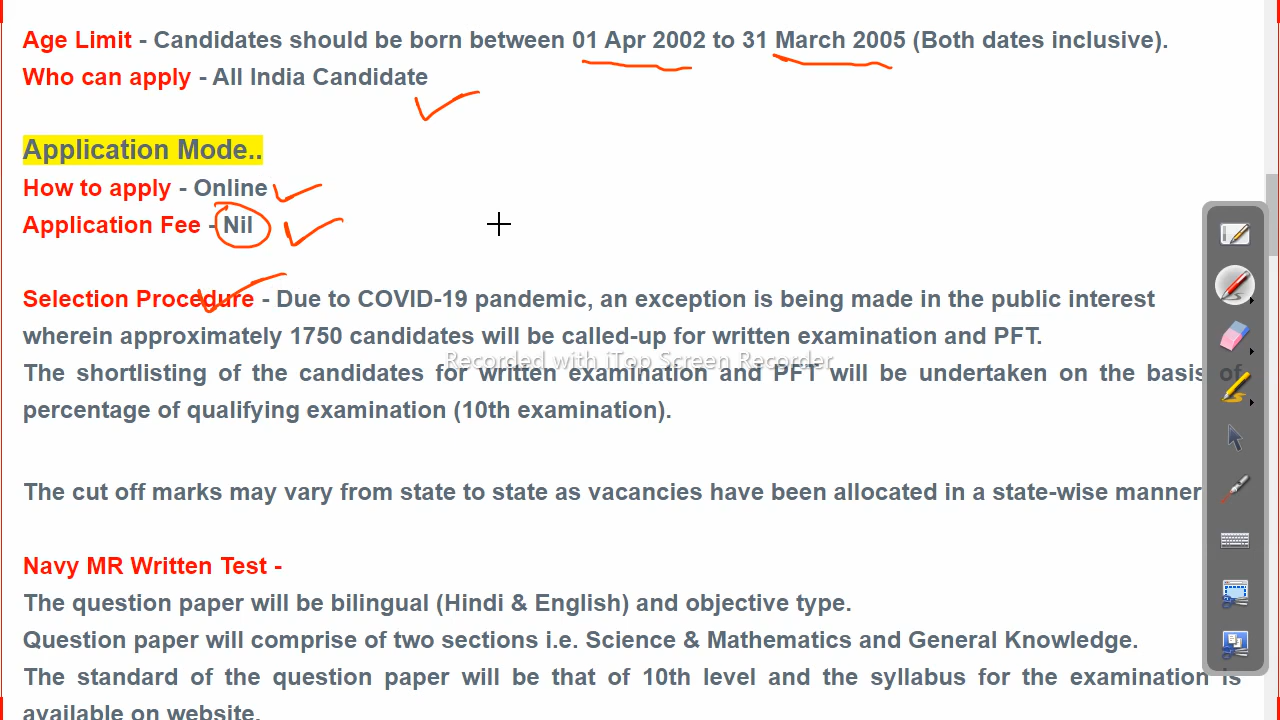 Age Limit - Candidates should be born between 01 Apr 2002 to 31 March 2005 (Both dates inclusive).
Who can apply - All India Candidate
Application Mode..
How to apply - Online
Application Fee - Nil
Selection Procedure - Due to COVID-19 pandemic, an exception is being made in the public interest
wherein approximately 1750 candidates will be called-up for written examination and PFT.
Recorded with iTop Screen Recorder
The shortlisting of the candidates for written examination and PFT will be undertaken on the basis of
percentage of qualifying examination (10th examination).
The cut off marks may vary from state to state as vacancies have been allocated in a state-wise manner
Navy MR Written Test -
The question paper will be bilingual (Hindi & English) and objective type.
Question paper will comprise of two sections i.e. Science & Mathematics and General Knowledge.
The standard of the question paper will be that of 10th level and the syllabus for the examination is
available on website.